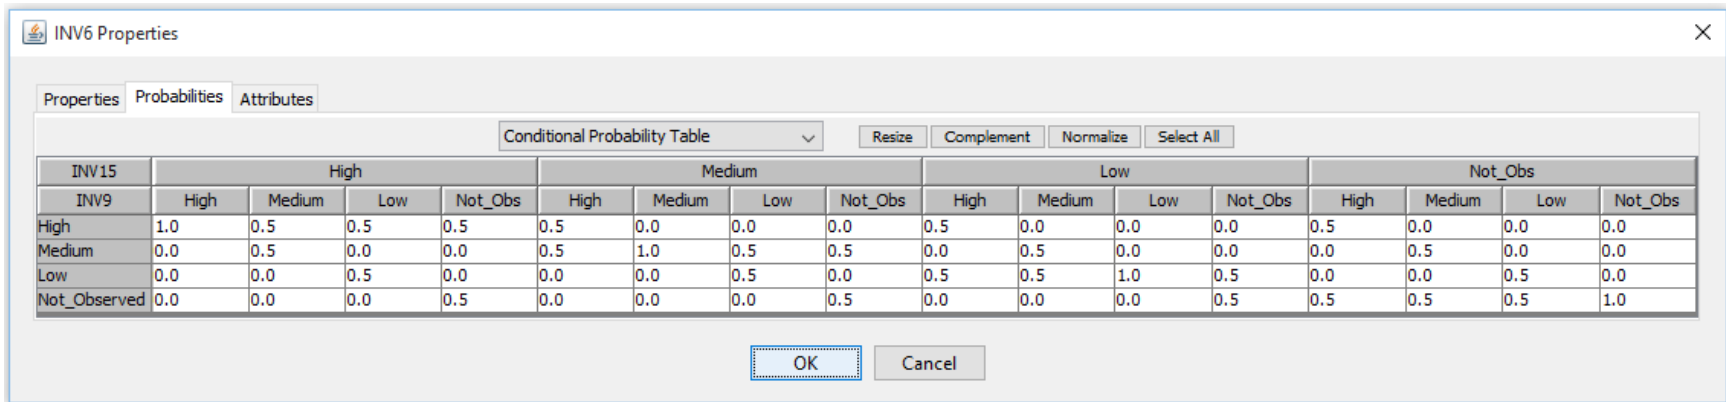 INV6 Properties
Properties Probabilities Attributes
Conditional Probability Table Resize Complement Normalize Select All
INV15 High Medium Low Not_Obs
INV9 High Medium Low Not_Obs High Medium Low Not_Obs High Medium Low Not_Obs High Medium Low Not_Obs
High 1.0 0.5 0.5 0.5 0.5 0.0 0.0 0.0 0.5 0.0 0.0 0.0 0.5 0.0 0.0 0.0
Medium 0.0 0.5 0.0 0.0 0.5 1.0 0.5 0.5 0.0 0.5 0.0 0.0 0.0 0.5 0.0 0.0
Low 0.0 0.0 0.5 0.0 0.0 0.0 0.5 0.0 0.5 0.5 1.0 0.5 0.0 0.0 0.5 0.0
Not_Observed 0.0 0.0 0.0 0.5 0.0 0.0 0.0 0.5 0.0 0.0 0.0 0.5 0.5 0.5 0.5 1.0
OK Cancel